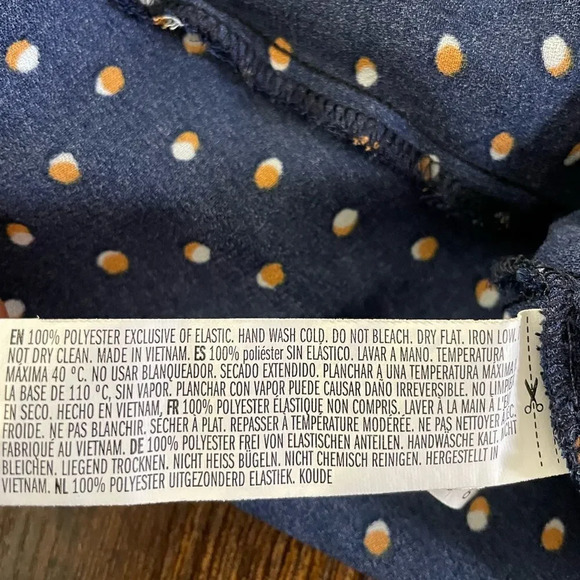 EN 100% POLYESTER EXCLUSIVE OF ELASTIC. HAND WASH COLD. DO NOT BLEACH. DRY FLAT. IRON LOW.
NOT DRY CLEAN. MADE IN VIETNAM. ES 100% poliéster SIN ELÁSTICO. LAVAR A MANO. TEMPERATURA
MÁXIMA 40 °C. NO USAR BLANQUEADOR. SECADO EXTENDIDO. PLANCHAR A UNA TEMPERATURA MÁXIMA
LA BASE DE 110 °C, SIN VAPOR. PLANCHAR CON VAPOR PUEDE CAUSAR DAÑO IRREVERSIBLE. NO LIMPI
EN SECO. HECHO EN VIETNAM, FR 100% POLYESTER ÉLASTIQUE NON COMPRIS. LAVER À LA MAIN À L'E
FROIDE. NE PAS BLANCHIR. SÉCHER À PLAT. REPASSER À TEMPÉRATURE MODÉRÉE. NE PAS NETTOYER SEC.
FABRIQUÉ AU VIETNAM. DE 100% POLYESTER FREI VON ELASTISCHEN ANTEILEN. HANDWÄSCHE KALT. NICHT
BLEICHEN. LIEGEND TROCKNEN. NICHT HEISS BÜGELN. NICHT CHEMISCH REINIGEN. HERGESTELLT IN
VIETNAM. NL 100% POLYESTER UITGEZONDERD ELASTIEK. KOUDE